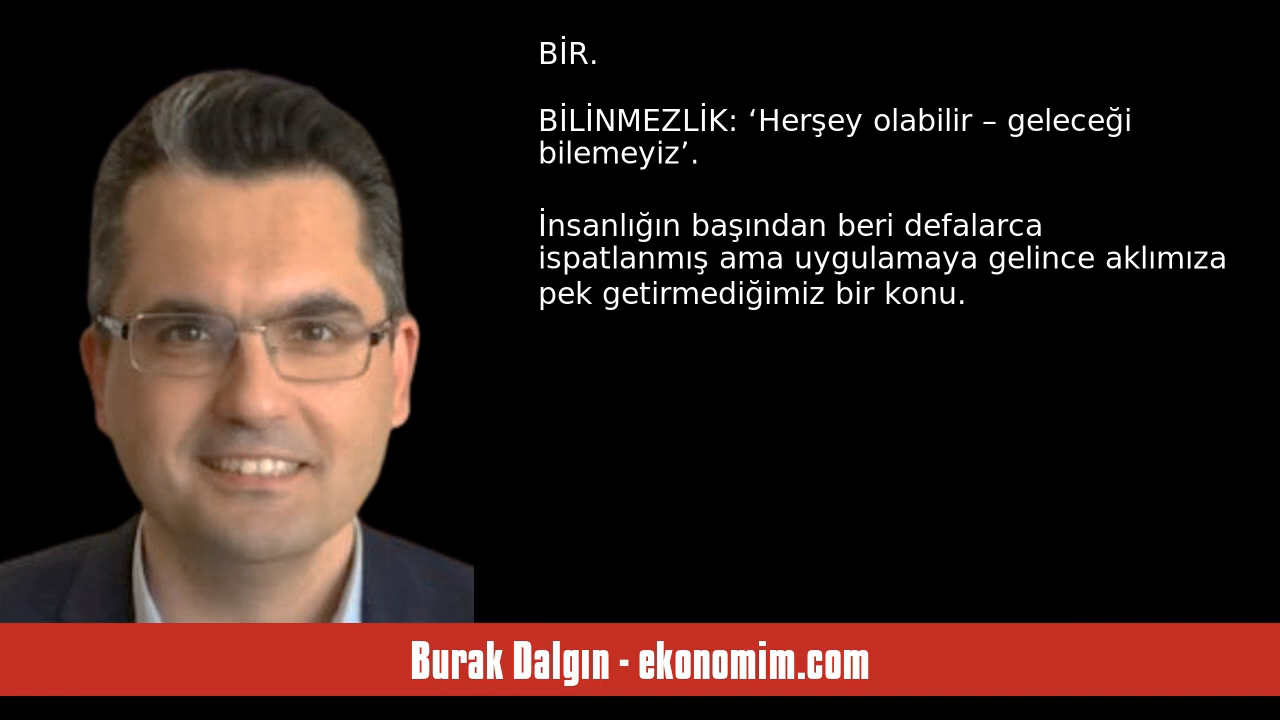 BİR.
BİLİNMEZLİK: ‘Herşey olabilir – geleceği
bilemeyiz’.
İnsanlığın başından beri defalarca
ispatlanmış ama uygulamaya gelince aklımıza
pek getirmediğimiz bir konu.
Burak Dalgın - ekonomim.com